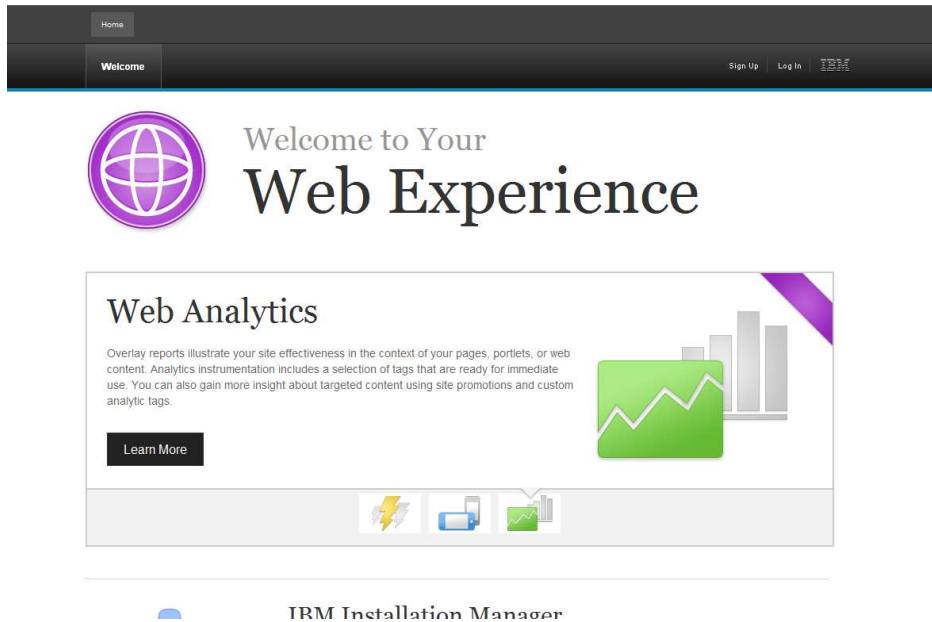 Home
Welcome
Sign Up
Log In
IBM
Welcome to Your
Web Experience
Web Analytics
Overlay reports illustrate your site effectiveness in the context of your pages, portlets, or web
content. Analytics instrumentation includes a selection of tags that are ready for immediate
use. You can also gain more insight about targeted content using site promotions and custom
analytic tags.
Learn More
IBM Installation Manager